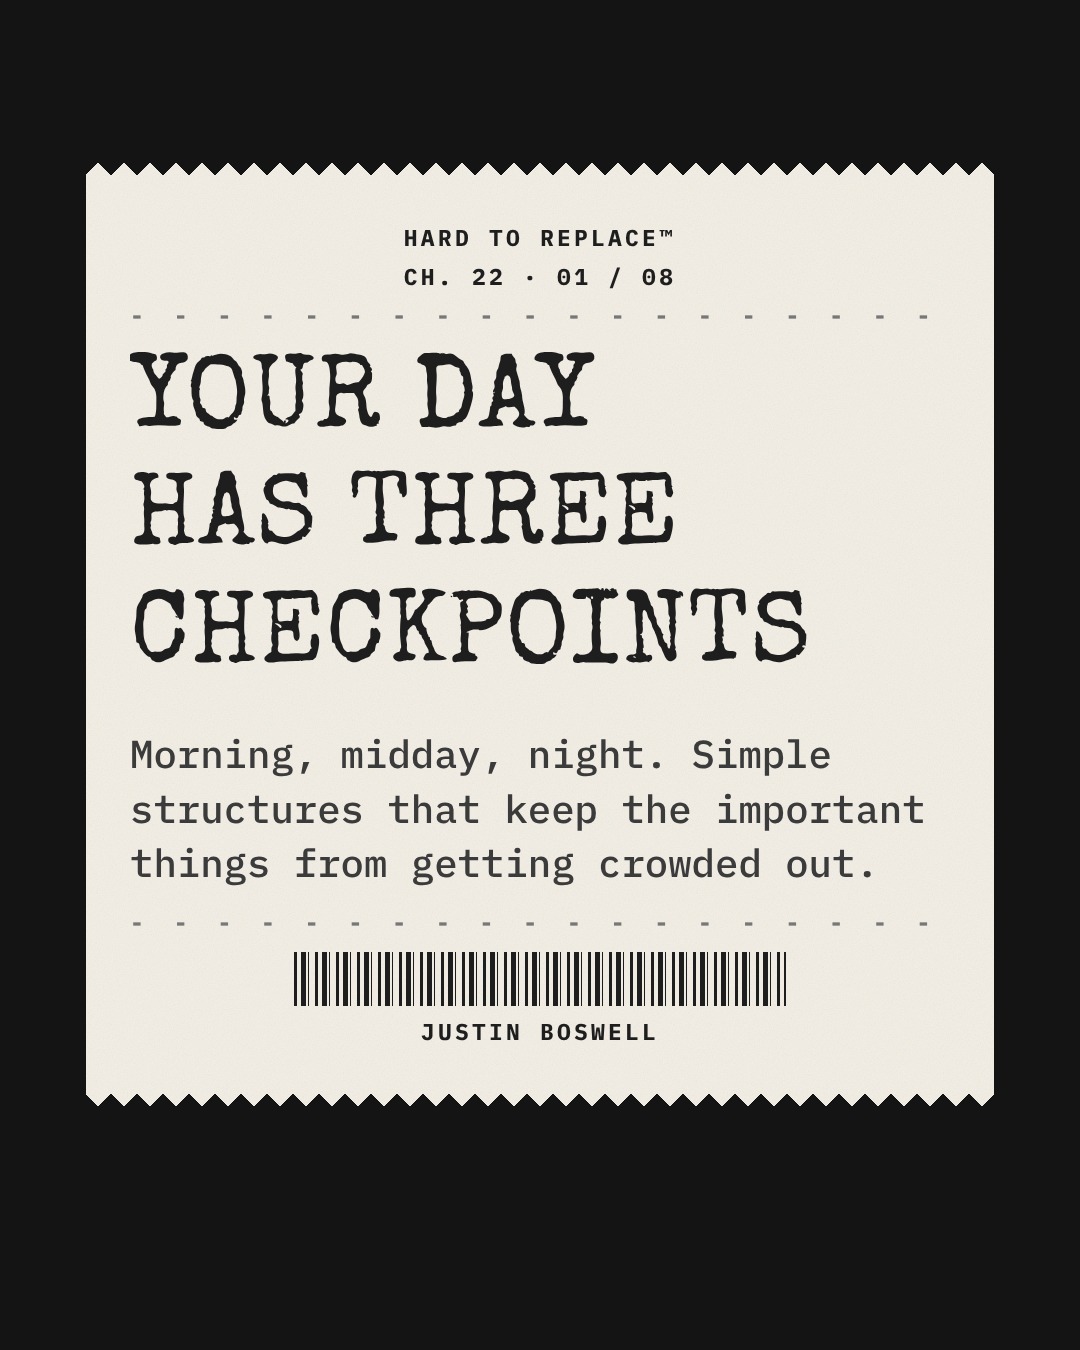 HARD TO REPLACE™
CH. 22 · 01 / 08
- - - - - - - - - - - - - - - - - - -
YOUR DAY
HAS THREE
CHECKPOINTS
Morning, midday, night. Simple
structures that keep the important
things from getting crowded out.
- - - - - - - - - - - - - - - - - - -
JUSTIN BOSWELL